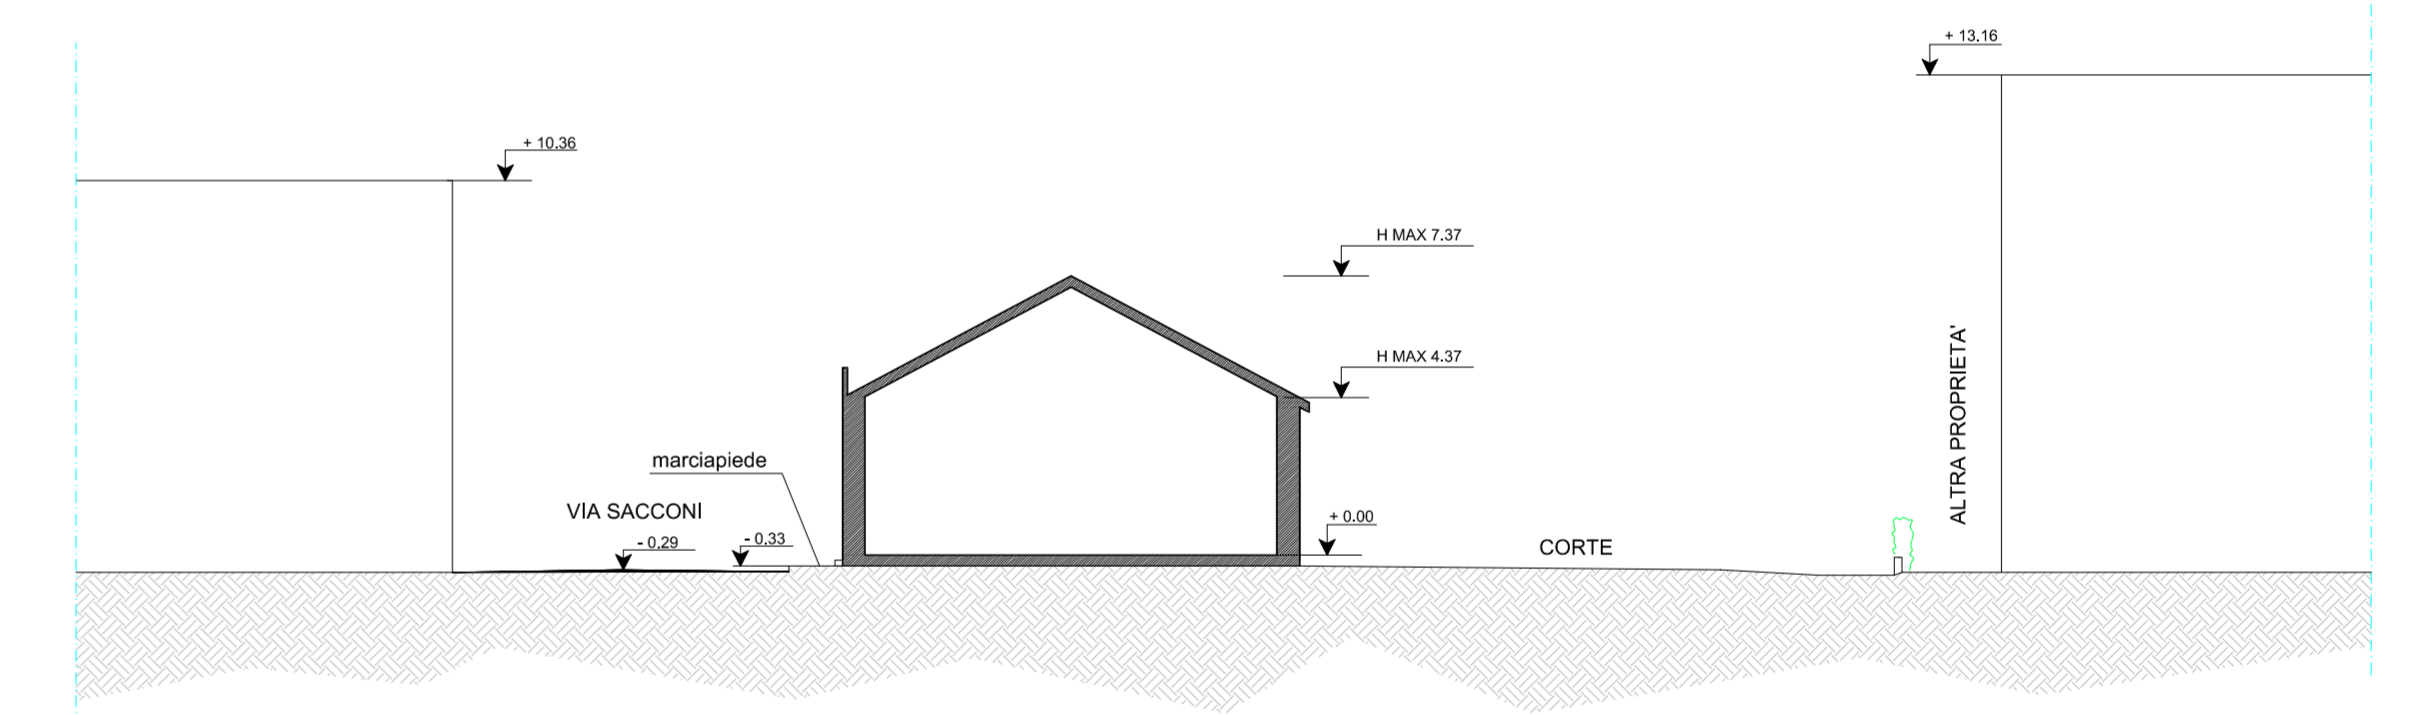 + 13.16
+ 10.36
H MAX 7.37
H MAX 4.37
ALTRA PROPRIETA'
marciapiede
VIA SACCONI
- 0.29
- 0.33
+ 0.00
CORTE